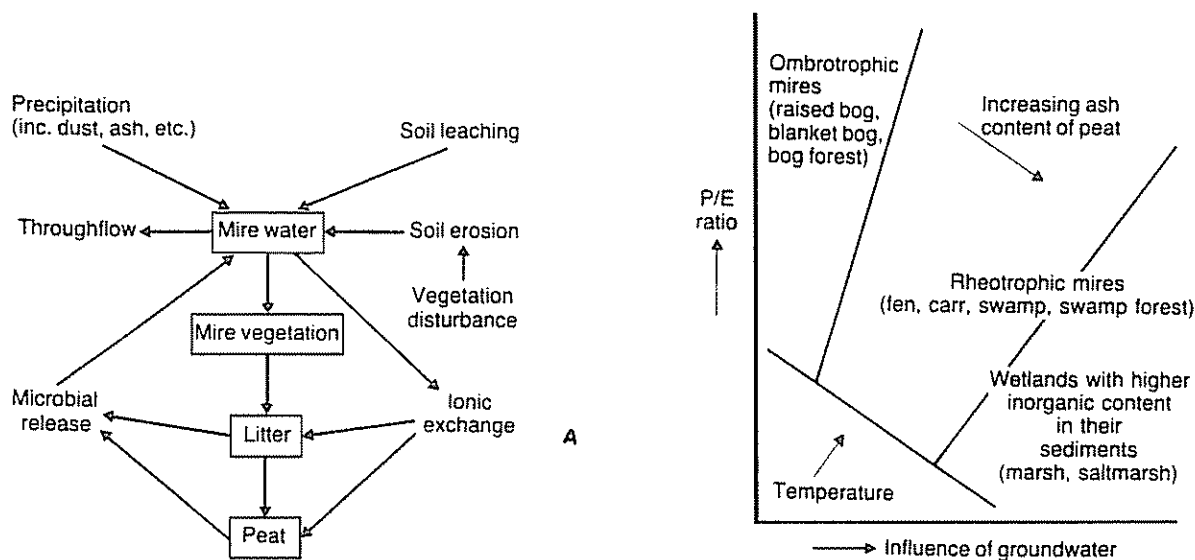 Precipitation
(inc. dust, ash, etc.)
Soil leaching
Throughflow
Mire water
Soil erosion
Vegetation
disturbance
Mire vegetation
Microbial
release
Litter
Ionic
exchange
Peat
A
Ombrotrophic
mires
(raised bog,
blanket bog,
bog forest)
Increasing ash
content of peat
P/E
ratio
Rheotrophic mires
(fen, carr, swamp, swamp forest)
Wetlands with higher
inorganic content
in their
sediments
(marsh, saltmarsh)
Temperature
Influence of groundwater